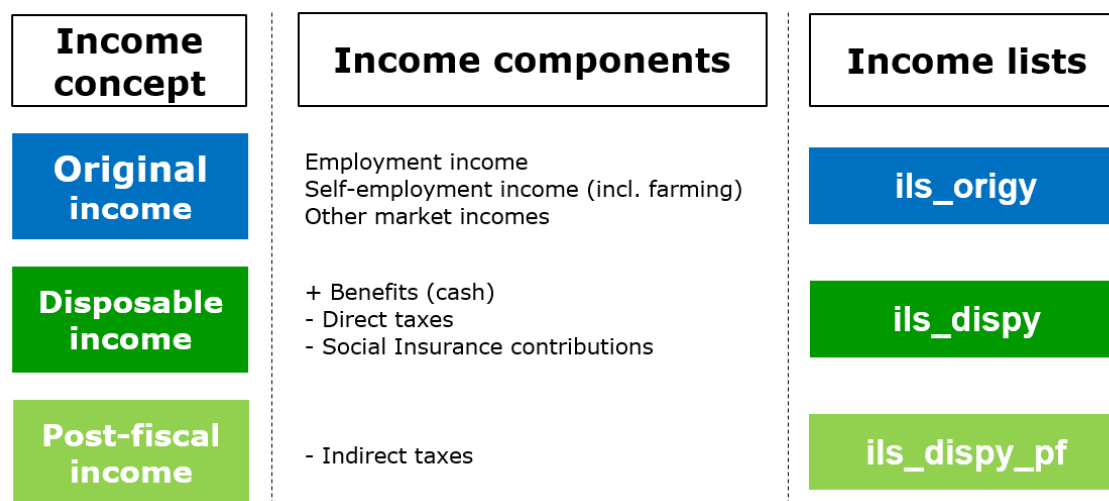 Income
concept
Income components
Income lists
Original
income
Employment income
Self-employment income (incl. farming)
Other market incomes
ils_origy
Disposable
income
+ Benefits (cash)
- Direct taxes
- Social Insurance contributions
ils_dispy
Post-fiscal
income
- Indirect taxes
ils_dispy_pf